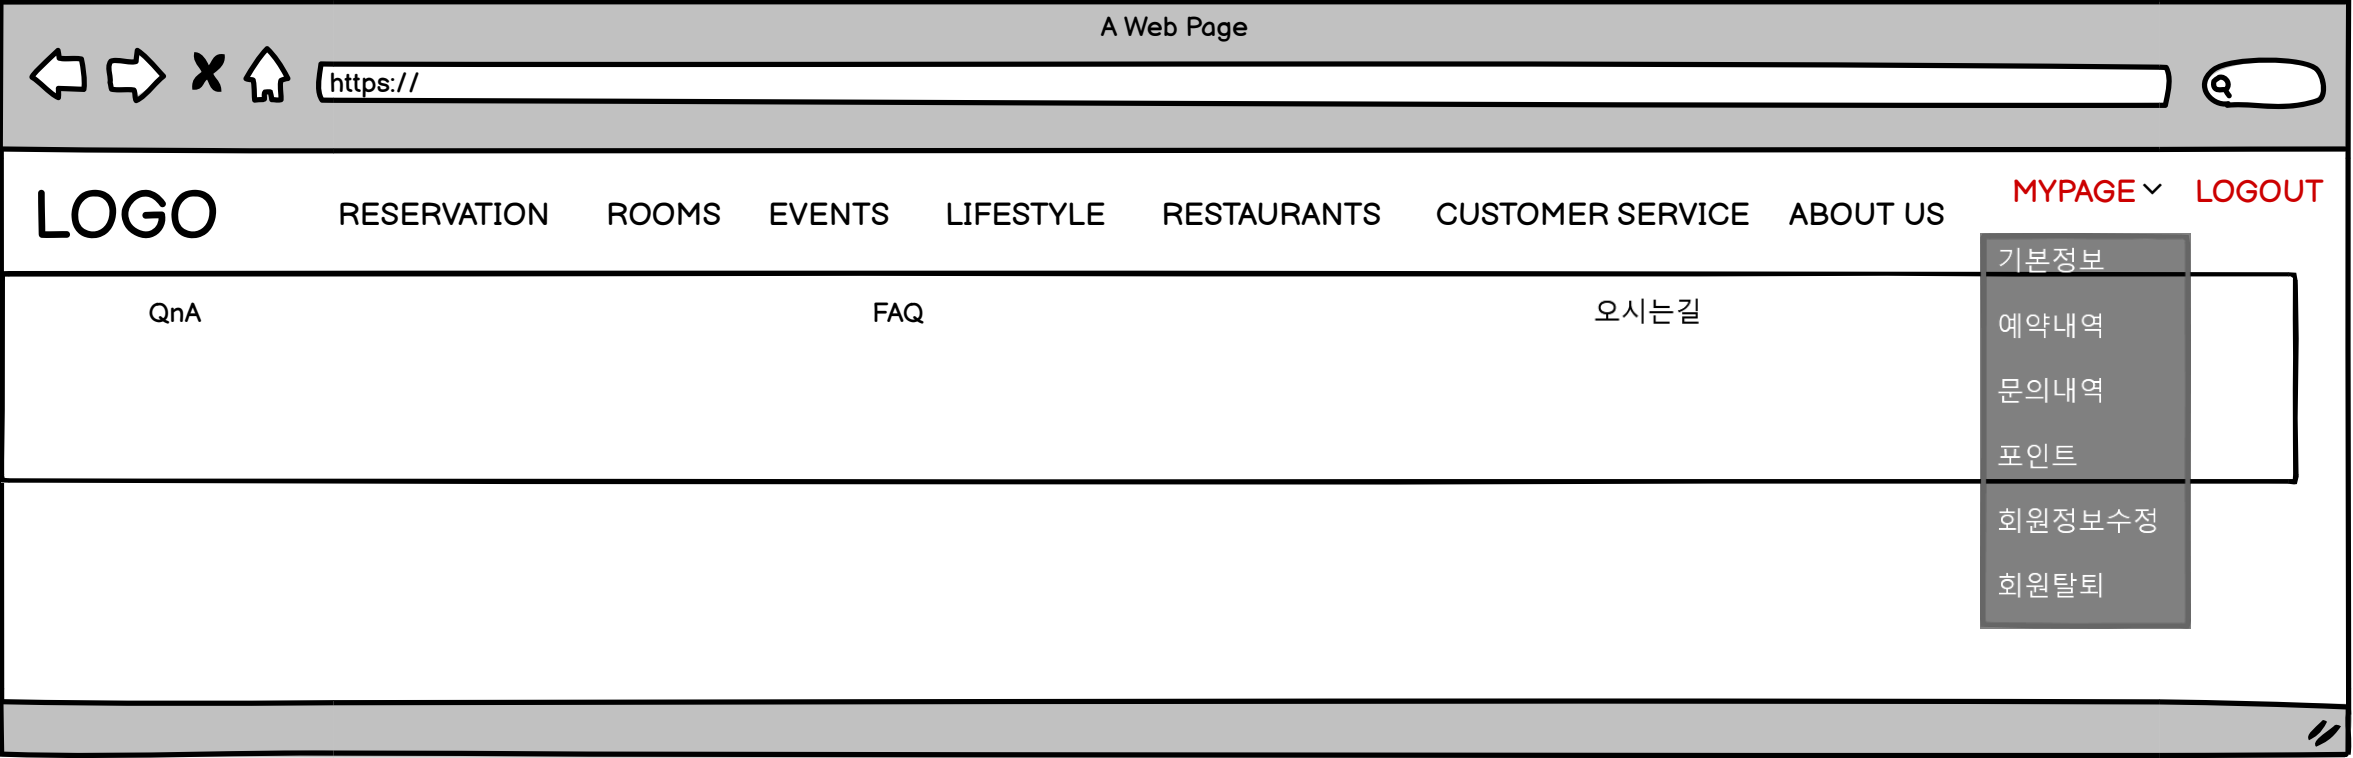 A Web Page
https://
LOGO
RESERVATION ROOMS EVENTS LIFESTYLE RESTAURANTS CUSTOMER SERVICE ABOUT US MYPAGE LOGOUT
QnA FAQ 오시는길
기본정보
예약내역
문의내역
포인트
회원정보수정
회원탈퇴